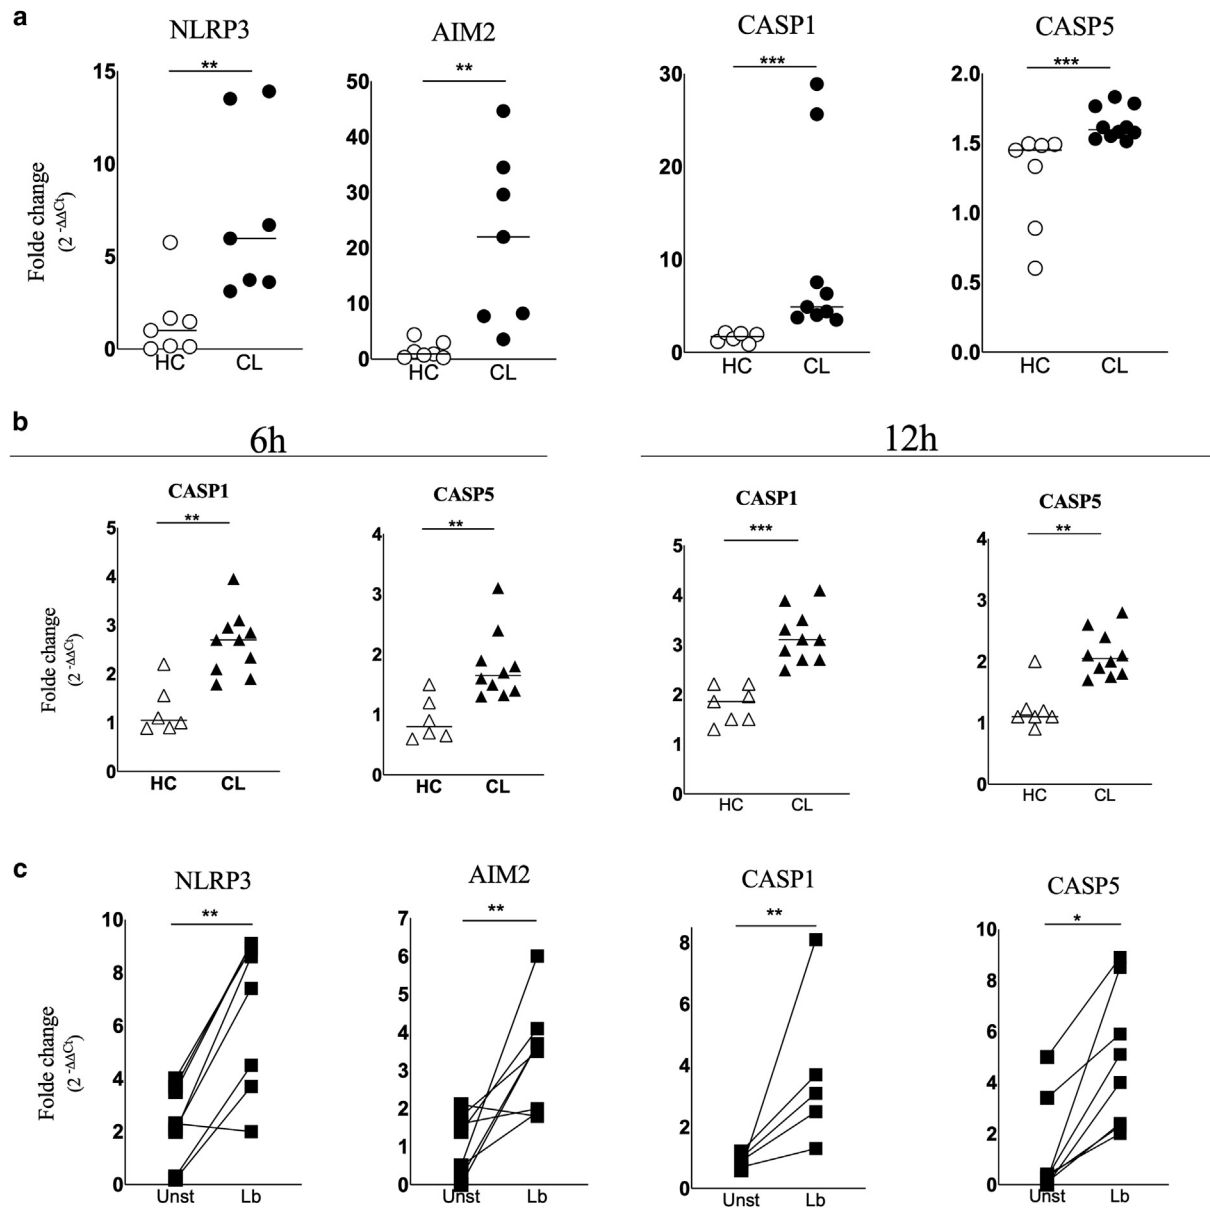 a
NLRP3
AIM2
CASP1
CASP5
**
**
***
***
Folde change
(2 -ΔΔCt)
15
10
5
0
HC
CL
50
40
30
20
10
0
HC
CL
30
20
10
0
HC
CL
2.0
1.5
1.0
0.5
0.0
HC
CL
b
6h
12h
CASP1
CASP5
CASP1
CASP5
**
**
***
**
Folde change
(2 -ΔΔCt)
5
4
3
2
1
0
HC
CL
4
3
2
1
0
HC
CL
5
4
3
2
1
0
HC
CL
4
3
2
1
0
HC
CL
c
NLRP3
AIM2
CASP1
CASP5
**
**
**
*
Folde change
(2 -ΔΔCt)
10
8
6
4
2
0
Unst
Lb
7
6
5
4
3
2
1
0
Unst
Lb
8
6
4
2
0
Unst
Lb
10
8
6
4
2
0
Unst
Lb